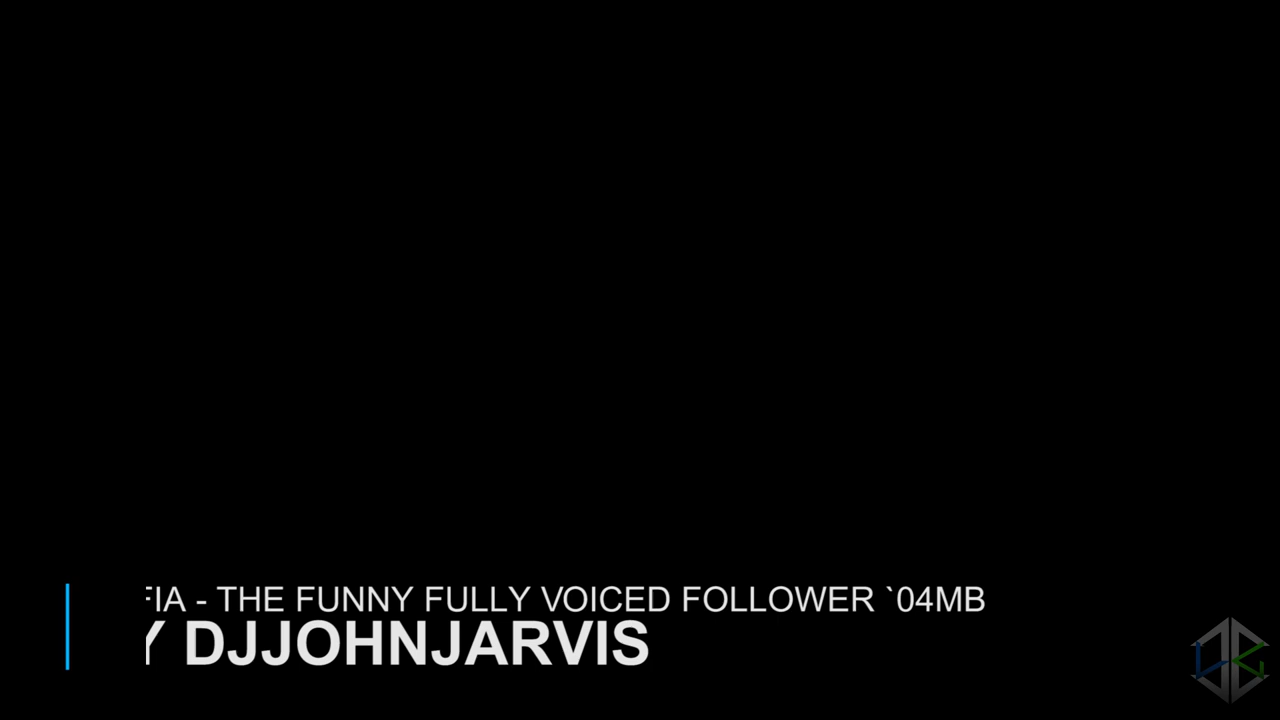 FIA - THE FUNNY FULLY VOICED FOLLOWER `04MB
Y DJJOHNJARVIS